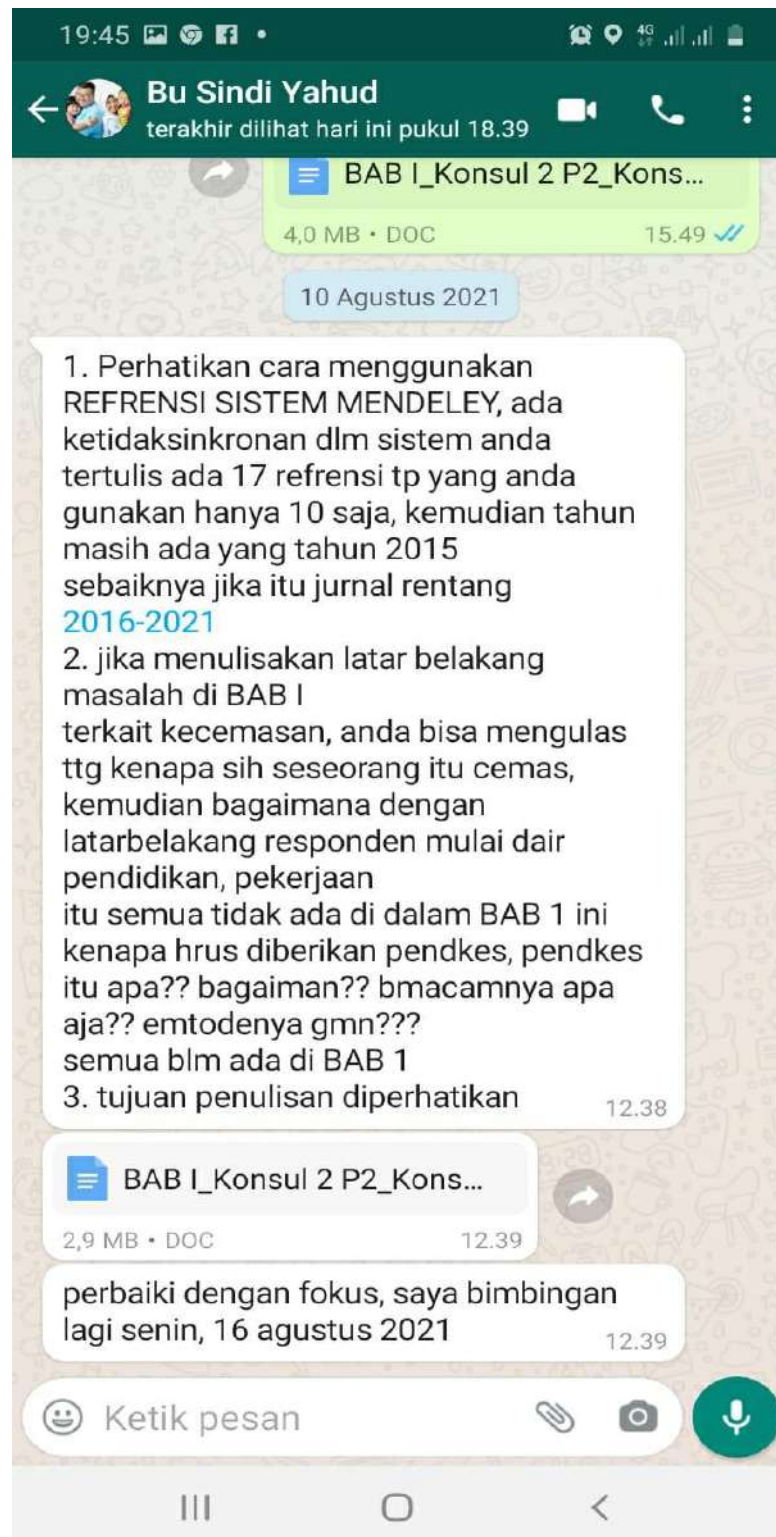 19:45
4G
Bu Sindi Yahud
terakhir dilihat hari ini pukul 18.39
BAB I_Konsul 2 P2_Kons...
4,0 MB • DOC 15.49
10 Agustus 2021
1. Perhatikan cara menggunakan
REFRENSI SISTEM MENDELEY, ada
ketidaksinkronan dlm sistem anda
tertulis ada 17 refrensi tp yang anda
gunakan hanya 10 saja, kemudian tahun
masih ada yang tahun 2015
sebaiknya jika itu jurnal rentang
2016-2021
2. jika menulisakan latar belakang
masalah di BAB I
terkait kecemasan, anda bisa mengulas
ttg kenapa sih seseorang itu cemas,
kemudian bagaimana dengan
latarbelakang responden mulai dair
pendidikan, pekerjaan
itu semua tidak ada di dalam BAB 1 ini
kenapa hrus diberikan pendkes, pendkes
itu apa?? bagaiman?? bmacamnya apa
aja?? emtodenya gmn???
semua blm ada di BAB 1
3. tujuan penulisan diperhatikan 12.38
BAB I_Konsul 2 P2_Kons...
2,9 MB • DOC 12.39
perbaiki dengan fokus, saya bimbingan
lagi senin, 16 agustus 2021 12.39
Ketik pesan